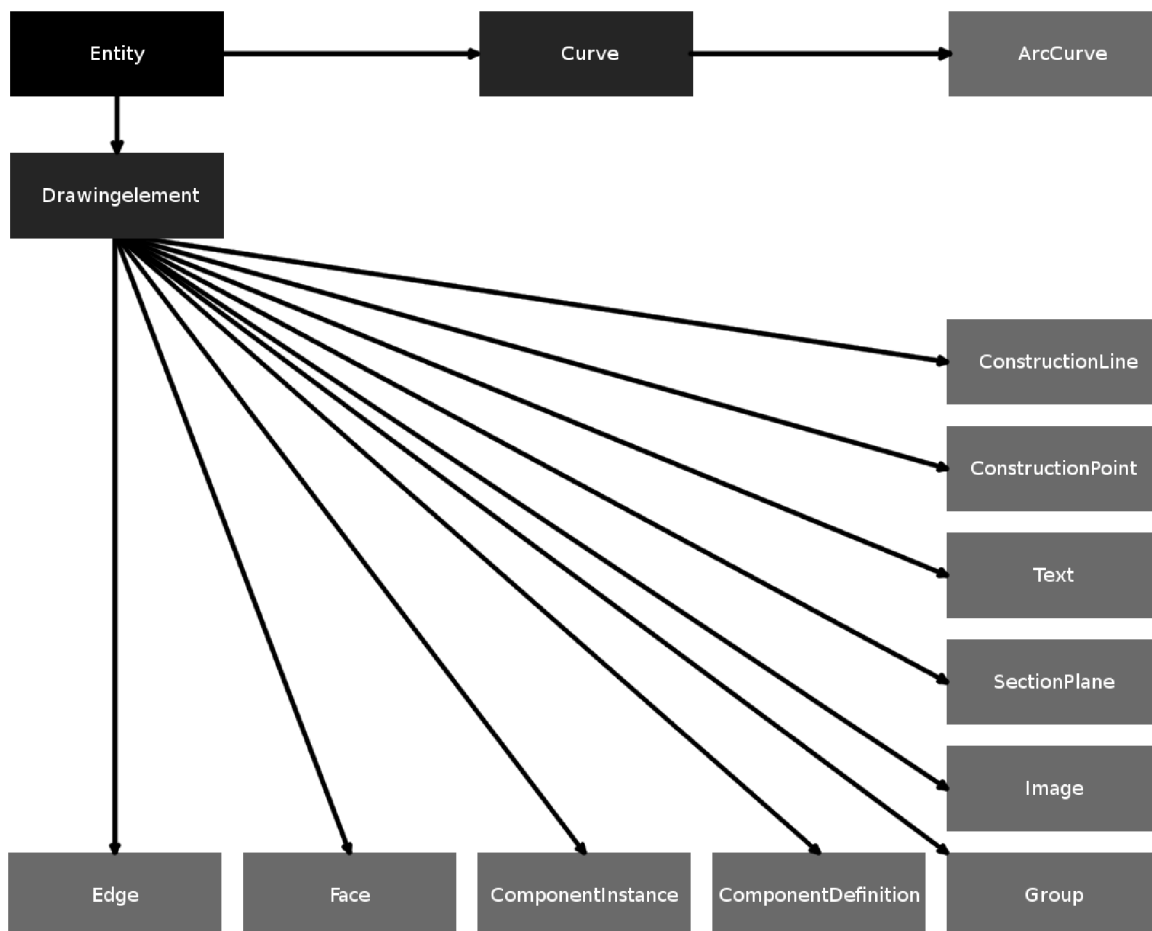 Entity
Curve
ArcCurve
Drawingelement
ConstructionLine
ConstructionPoint
Text
SectionPlane
Image
Edge
Face
ComponentInstance
ComponentDefinition
Group